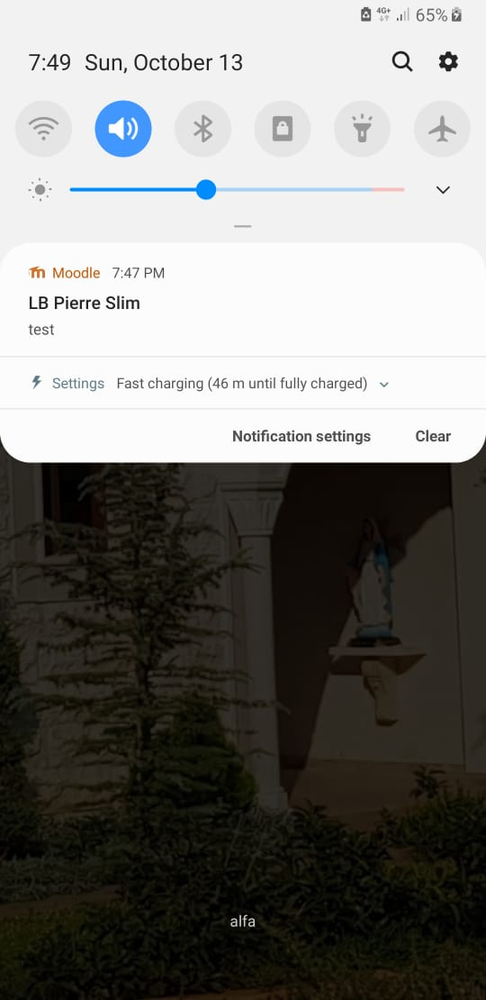 4G+ 65%
7:49 Sun, October 13
Moodle 7:47 PM
LB Pierre Slim
test
Settings Fast charging (46 m until fully charged)
Notification settings Clear
alfa